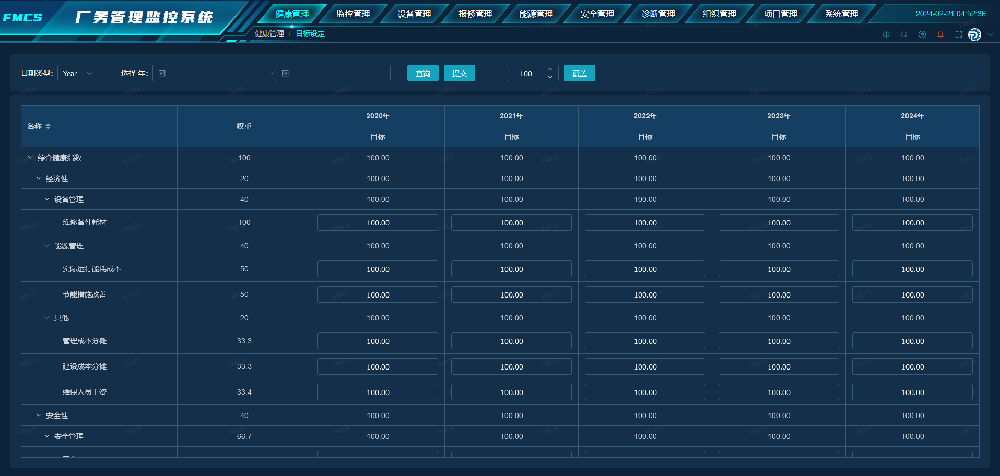 FMCS 厂务管理监控系统 健康管理 监控管理 设备管理 报修管理 能源管理 安全管理 诊断管理 组织管理 项目管理 系统管理 2024-02-21 04:52:36
健康管理 / 目标设定
日期类型: Year 选择 年: ~ 查询 提交 100 覆盖
名称 权重 2020年 2021年 2022年 2023年 2024年
目标 目标 目标 目标 目标
综合健康指数 100 100.00 100.00 100.00 100.00 100.00
经济性 20 100.00 100.00 100.00 100.00 100.00
设备管理 40 100.00 100.00 100.00 100.00 100.00
维修备件耗材 100 100.00 100.00 100.00 100.00 100.00
能源管理 40 100.00 100.00 100.00 100.00 100.00
实际运行能耗成本 50 100.00 100.00 100.00 100.00 100.00
节能措施改善 50 100.00 100.00 100.00 100.00 100.00
其他 20 100.00 100.00 100.00 100.00 100.00
管理成本分摊 33.3 100.00 100.00 100.00 100.00 100.00
建设成本分摊 33.3 100.00 100.00 100.00 100.00 100.00
维保人员工资 33.4 100.00 100.00 100.00 100.00 100.00
安全性 40 100.00 100.00 100.00 100.00 100.00
安全管理 66.7 100.00 100.00 100.00 100.00 100.00